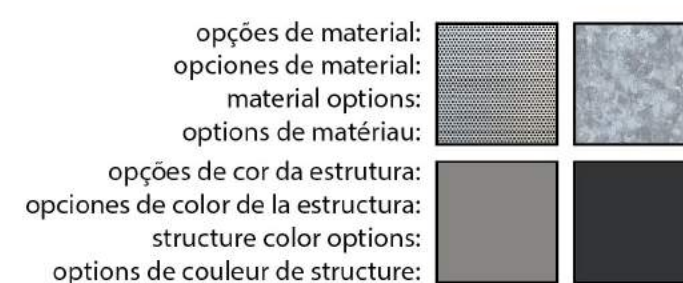 opções de material:
opciones de material:
material options:
options de matériau:
opções de cor da estrutura:
opciones de color de la estructura:
structure color options:
options de couleur de structure: